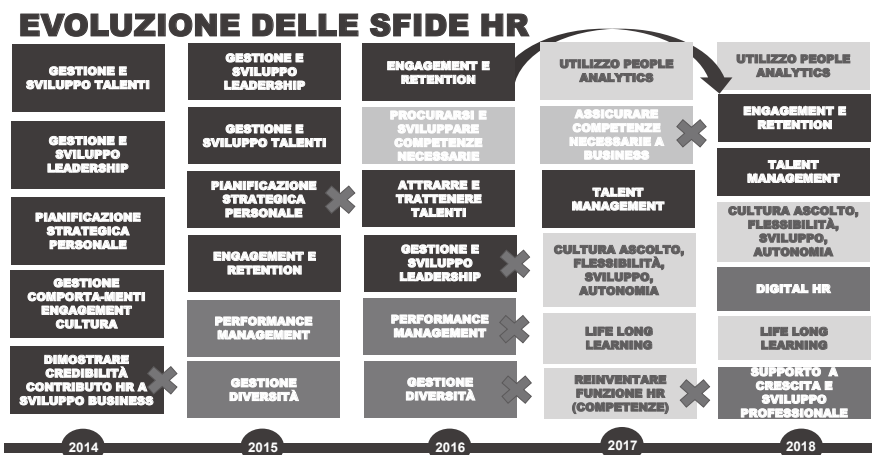 EVOLUZIONE DELLE SFIDE HR
GESTIONE E
SVILUPPO TALENTI
GESTIONE E
SVILUPPO
LEADERSHIP
PIANIFICAZIONE
STRATEGICA
PERSONALE
GESTIONE
COMPORTA-MENTI
ENGAGEMENT
CULTURA
DIMOSTRARE
CREDIBILITÀ
CONTRIBUTO HR A
SVILUPPO BUSINESS
2014
GESTIONE E
SVILUPPO
LEADERSHIP
GESTIONE E
SVILUPPO TALENTI
PIANIFICAZIONE
STRATEGICA
PERSONALE
ENGAGEMENT E
RETENTION
PERFORMANCE
MANAGEMENT
GESTIONE
DIVERSITÀ
2015
ENGAGEMENT E
RETENTION
PROCURARSI E
SVILUPPARE
COMPETENZE
NECESSARIE
ATTRARRE E
TRATTENERE
TALENTI
GESTIONE E
SVILUPPO
LEADERSHIP
PERFORMANCE
MANAGEMENT
GESTIONE
DIVERSITÀ
2016
UTILIZZO PEOPLE
ANALYTICS
ASSICURARE
COMPETENZE
NECESSARIE A
BUSINESS
TALENT
MANAGEMENT
CULTURA ASCOLTO,
FLESSIBILITÀ,
SVILUPPO,
AUTONOMIA
LIFE LONG
LEARNING
REINVENTARE
FUNZIONE HR
(COMPETENZE)
2017
UTILIZZO PEOPLE
ANALYTICS
ENGAGEMENT E
RETENTION
TALENT
MANAGEMENT
CULTURA ASCOLTO,
FLESSIBILITÀ,
SVILUPPO,
AUTONOMIA
DIGITAL HR
LIFE LONG
LEARNING
SUPPORTO A
CRESCITA E
SVILUPPO
PROFESSIONALE
2018